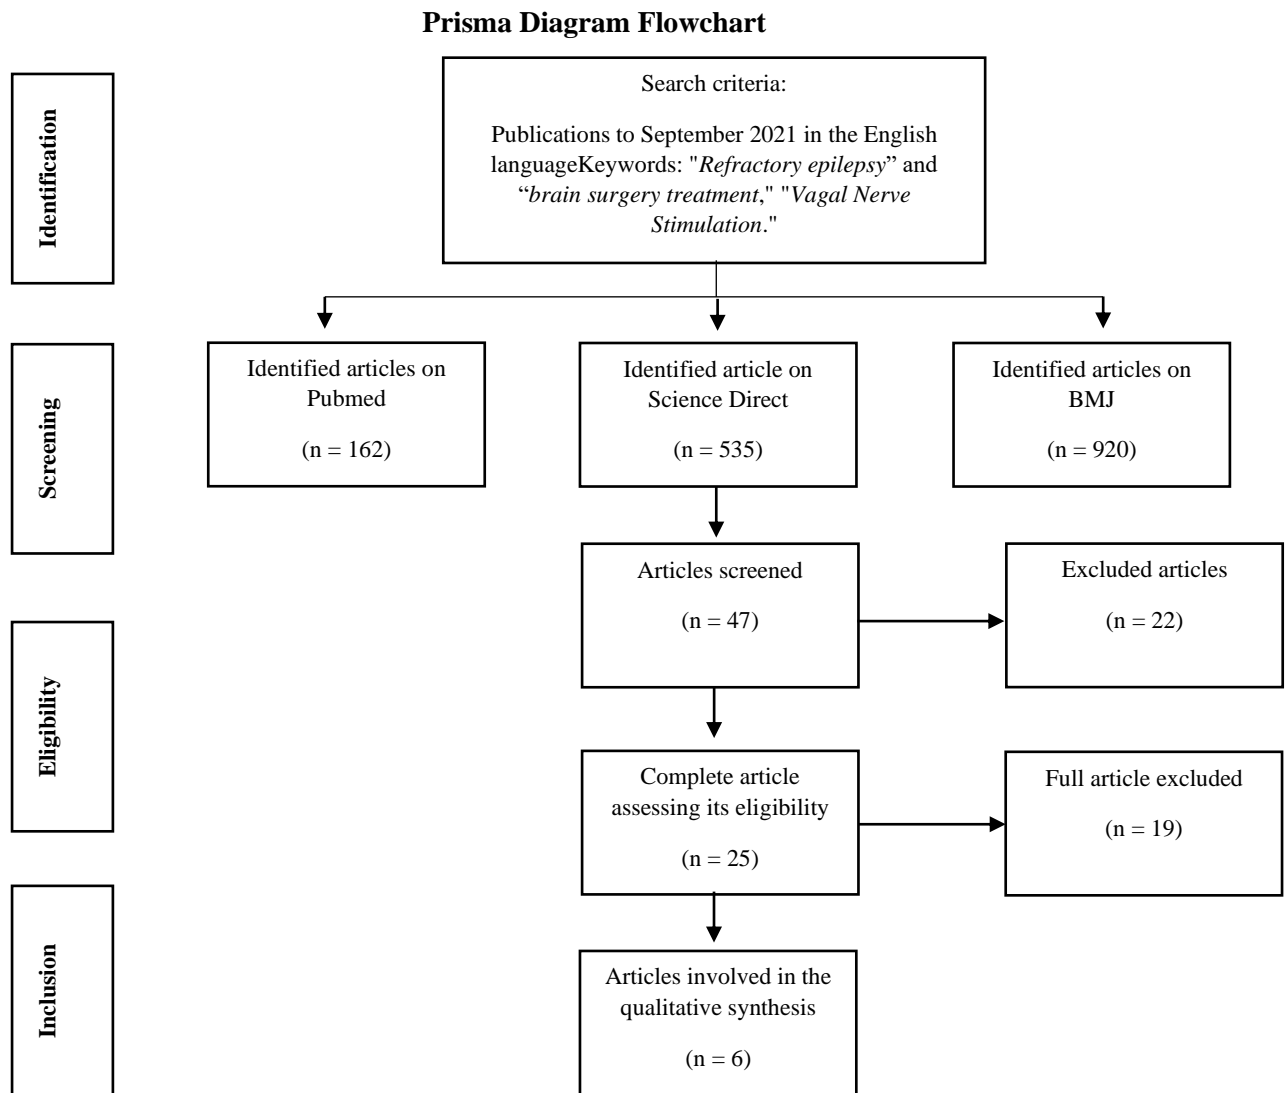 Prisma Diagram Flowchart
Identification
Search criteria:
Publications to September 2021 in the English
languageKeywords: "Refractory epilepsy” and
“brain surgery treatment," "Vagal Nerve
Stimulation."
Screening
Identified articles on
Pubmed
(n = 162)
Identified article on
Science Direct
(n = 535)
Identified articles on
BMJ
(n = 920)
Articles screened
(n = 47)
Excluded articles
(n = 22)
Eligibility
Complete article
assessing its eligibility
(n = 25)
Full article excluded
(n = 19)
Inclusion
Articles involved in the
qualitative synthesis
(n = 6)